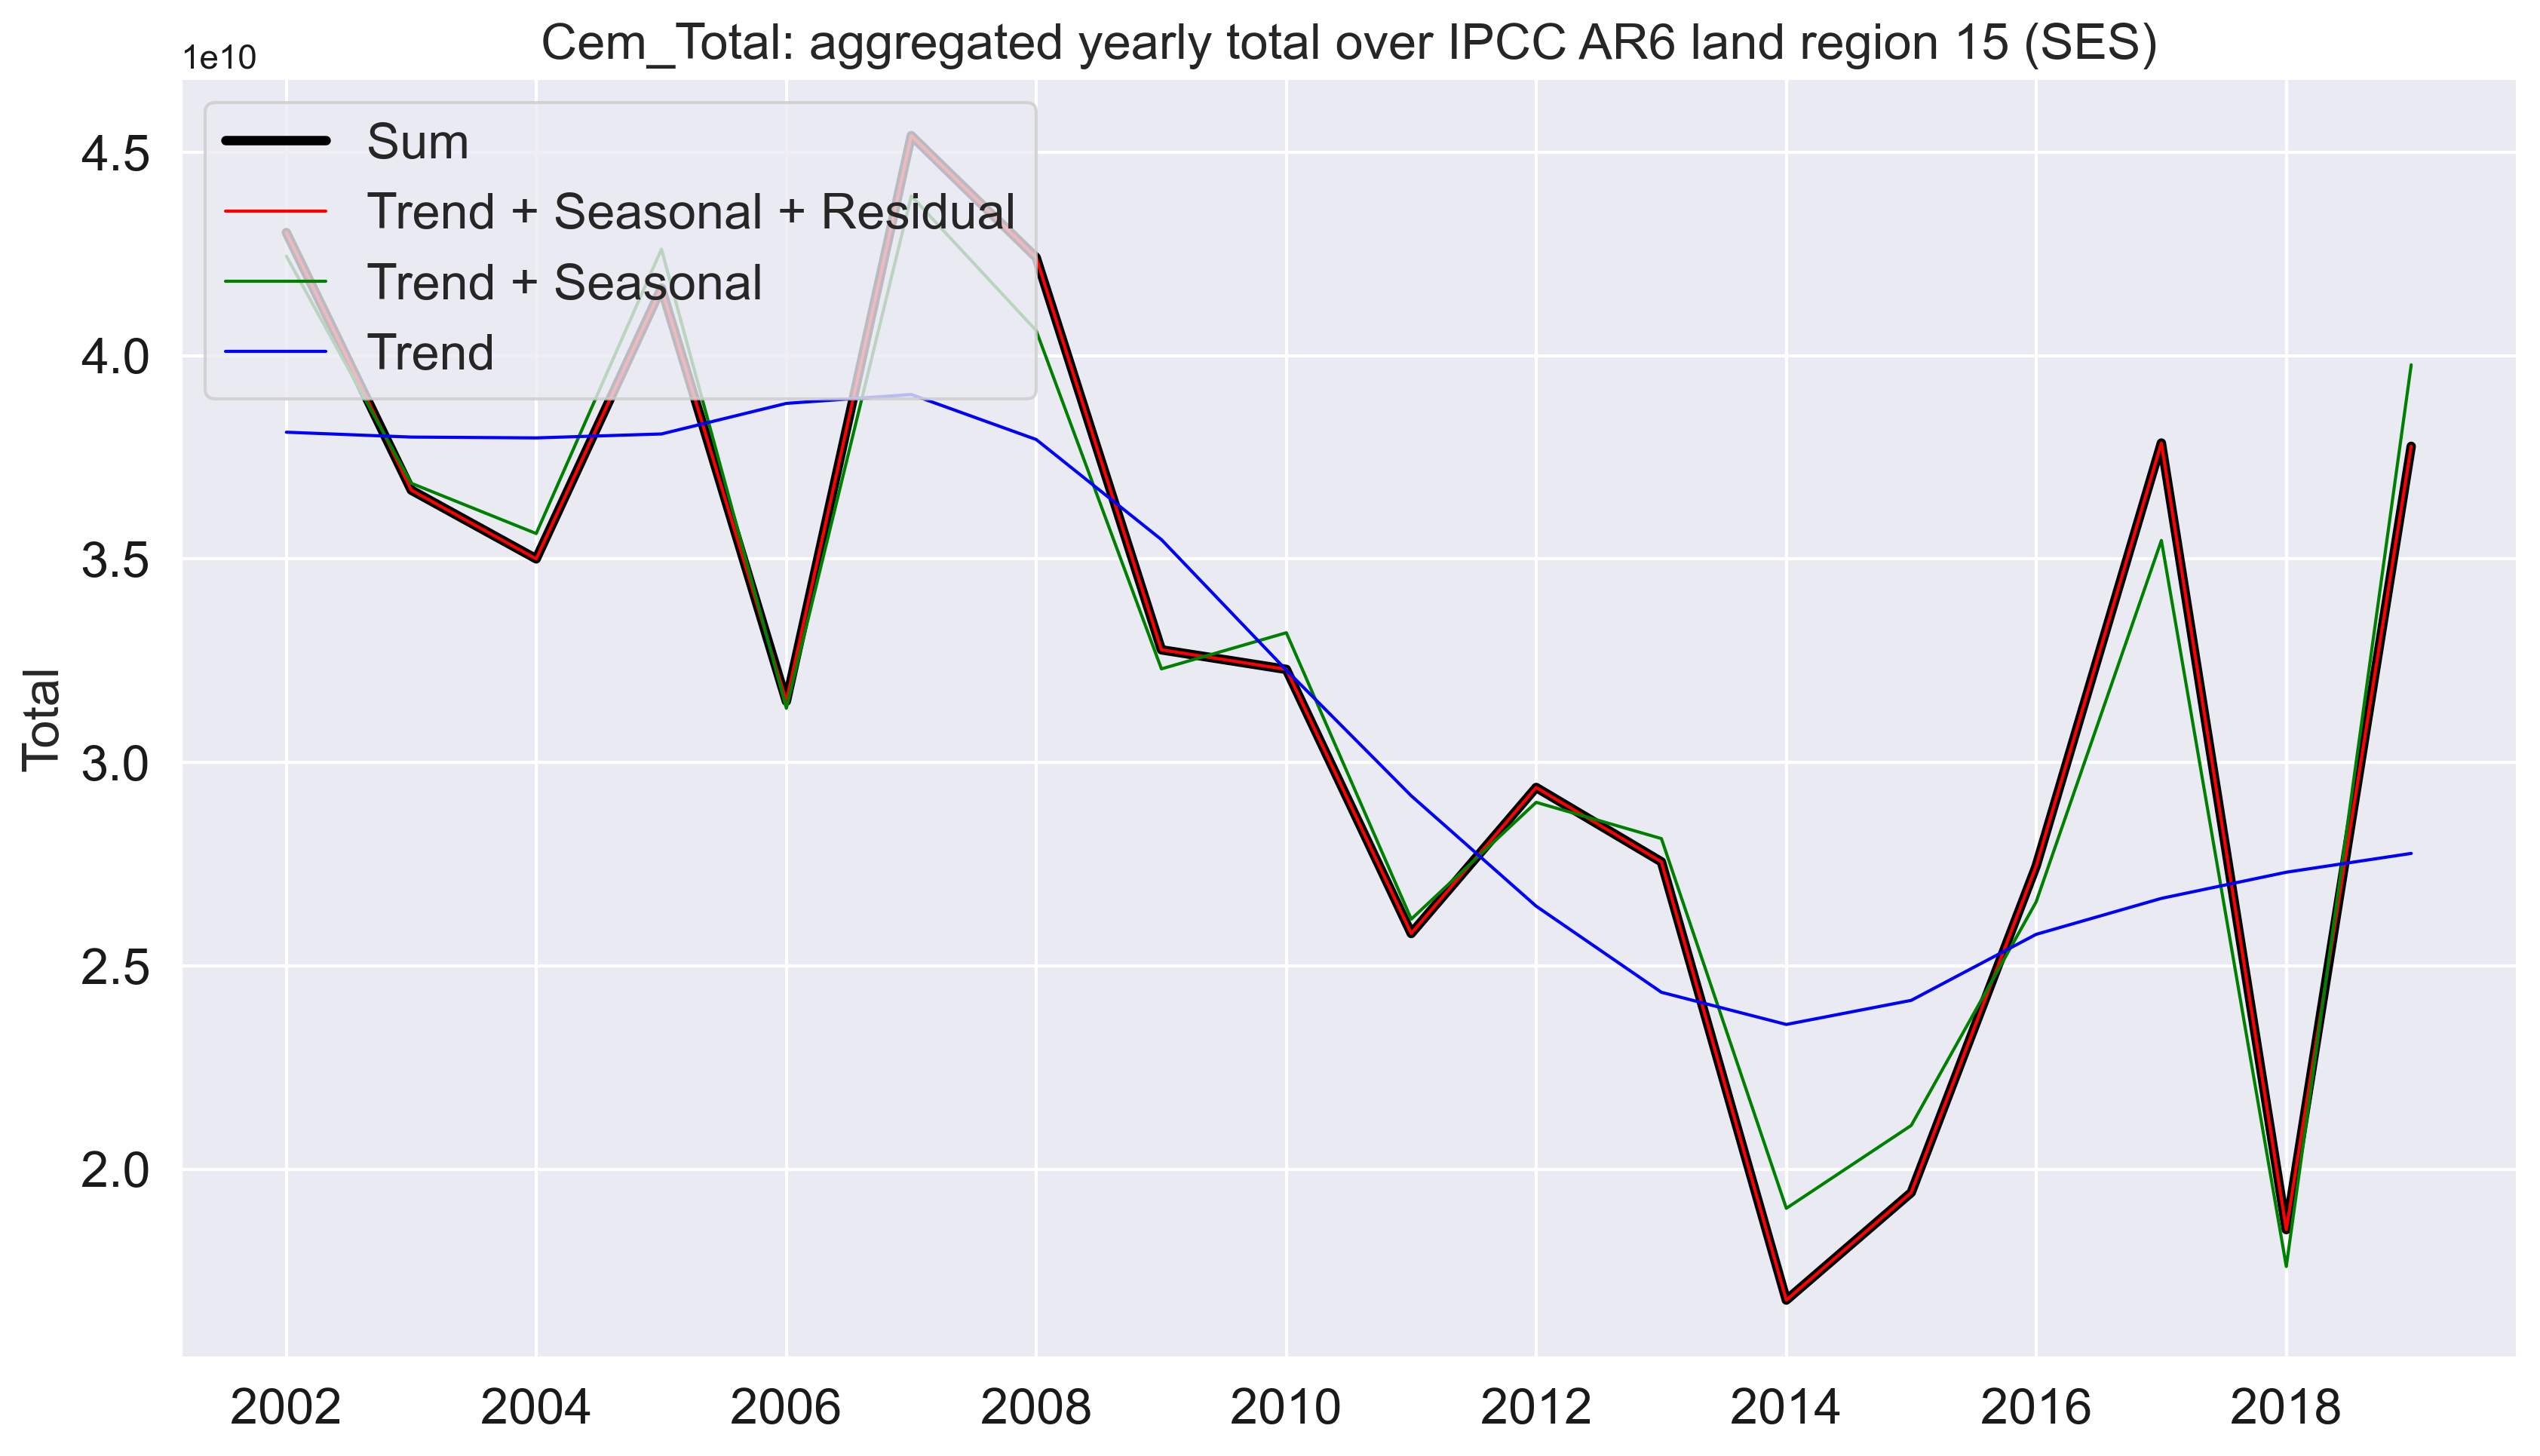 Cem_Total: aggregated yearly total over IPCC AR6 land region 15 (SES)
1e10
Sum
Trend + Seasonal + Residual
Trend + Seasonal
Trend
4.5
4.0
3.5
3.0
2.5
2.0
Total
2002 2004 2006 2008 2010 2012 2014 2016 2018